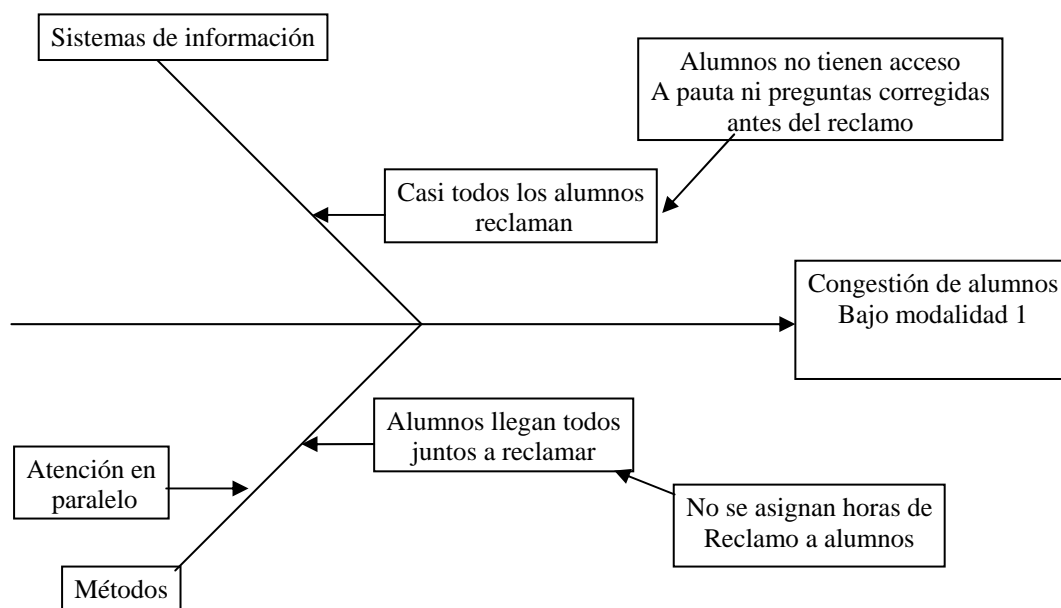 Sistemas de información
Alumnos no tienen acceso
A pauta ni preguntas corregidas
antes del reclamo
Casi todos los alumnos
reclaman
Congestión de alumnos
Bajo modalidad 1
Alumnos llegan todos
juntos a reclamar
Atención en
paralelo
No se asignan horas de
Reclamo a alumnos
Métodos